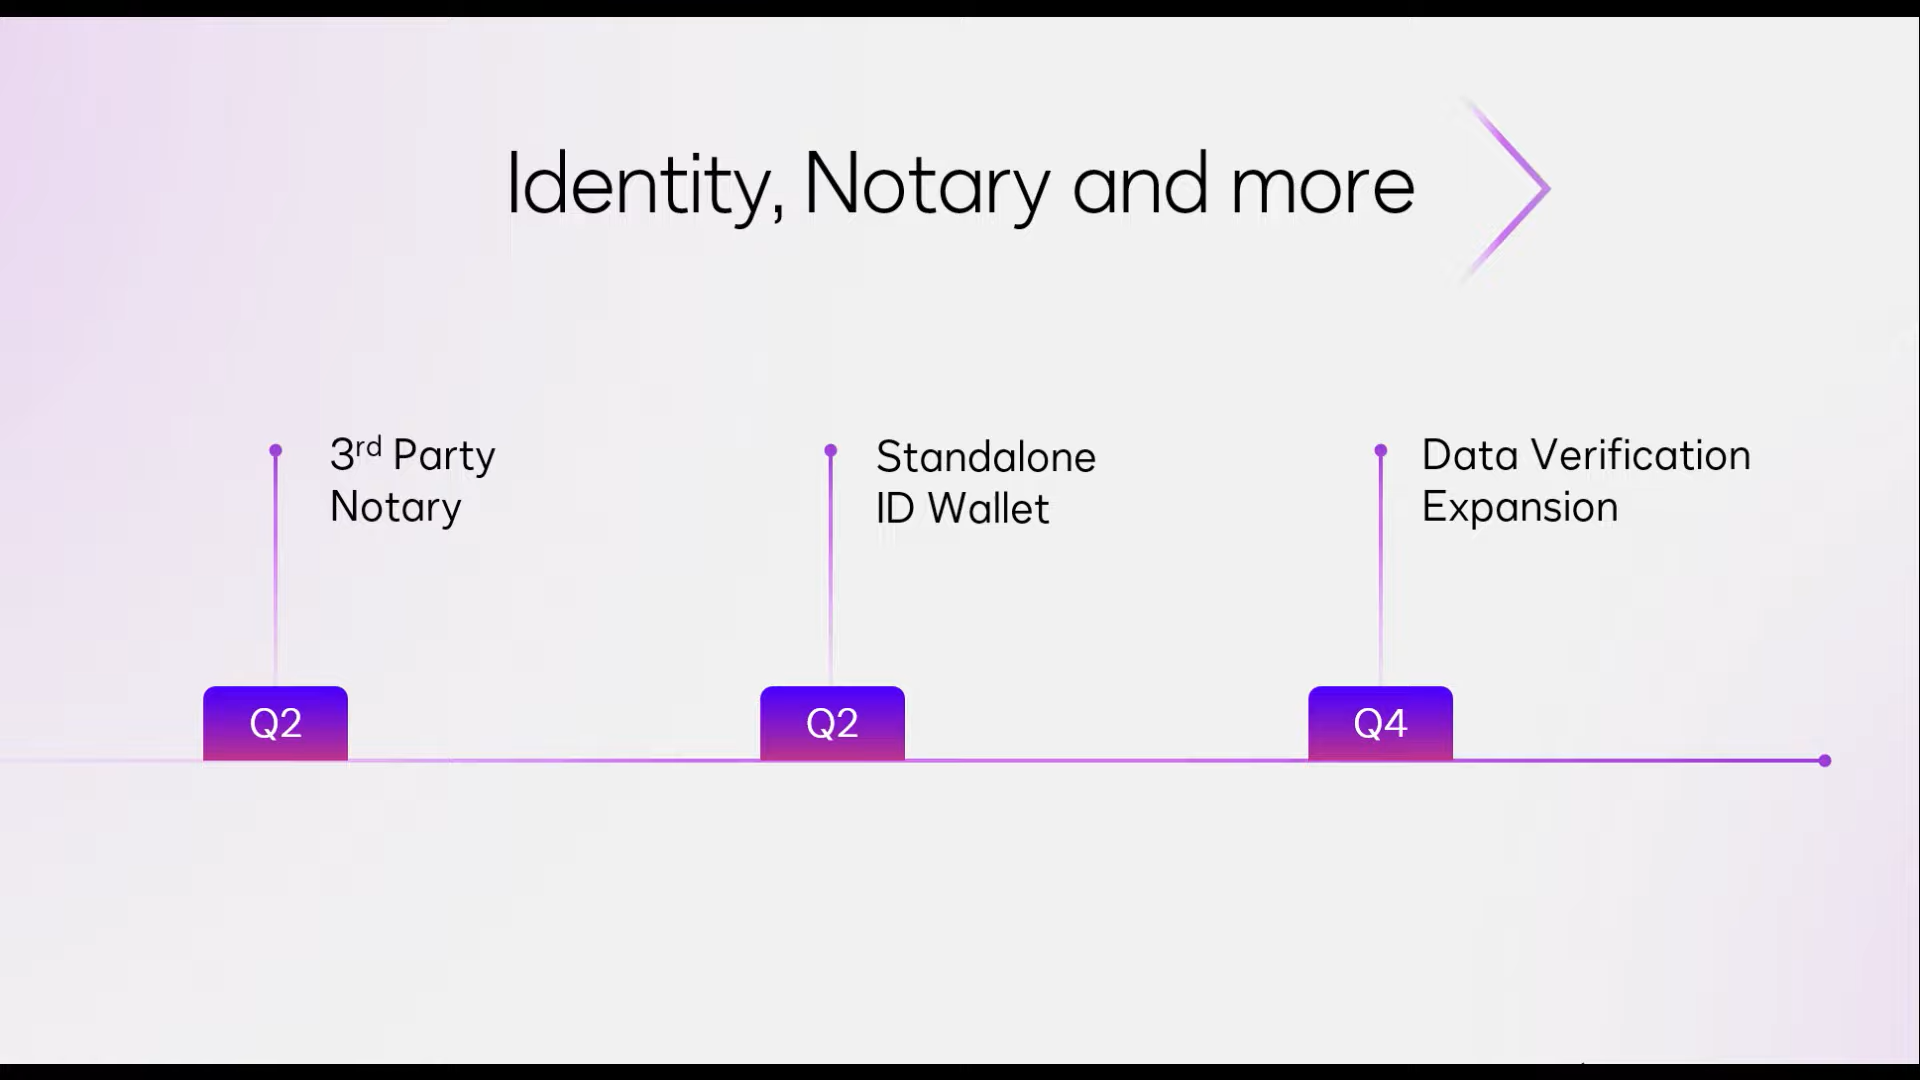 Identity, Notary and more
3rd Party
Notary
Standalone
ID Wallet
Data Verification
Expansion
Q2
Q2
Q4